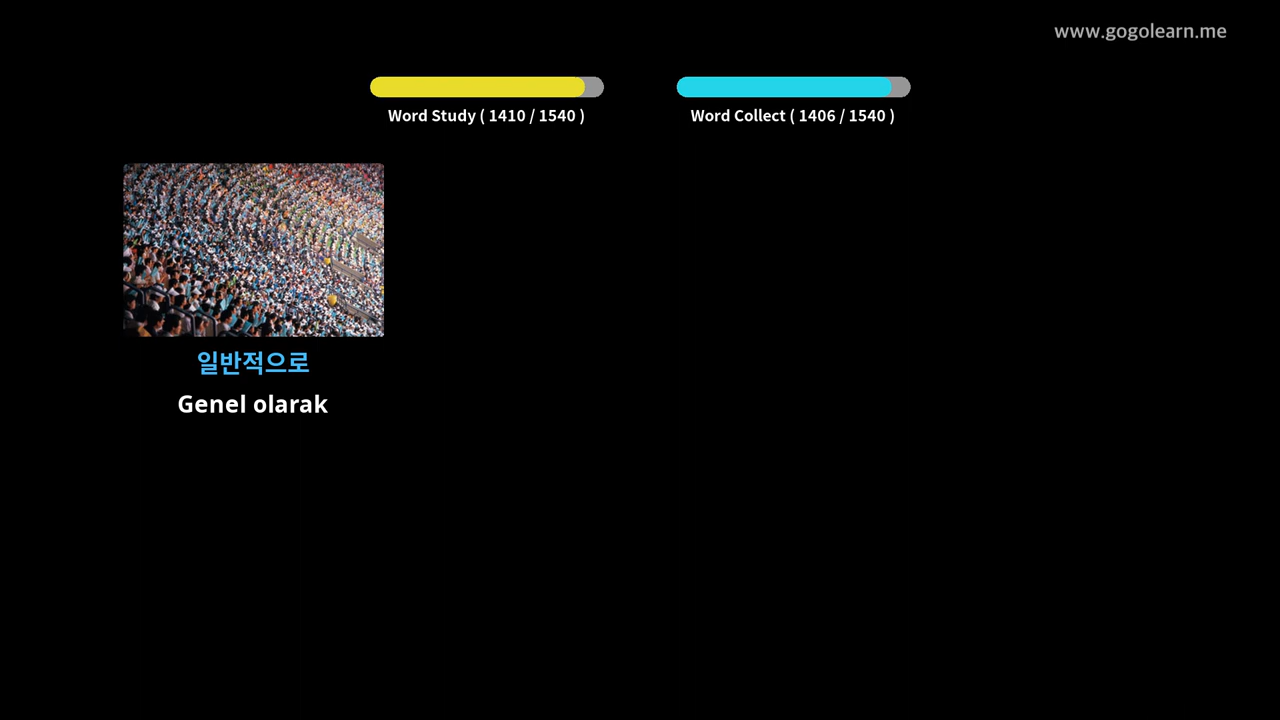 www.gogolearn.me
Word Study ( 1410 / 1540 )
Word Collect ( 1406 / 1540 )
일반적으로
Genel olarak